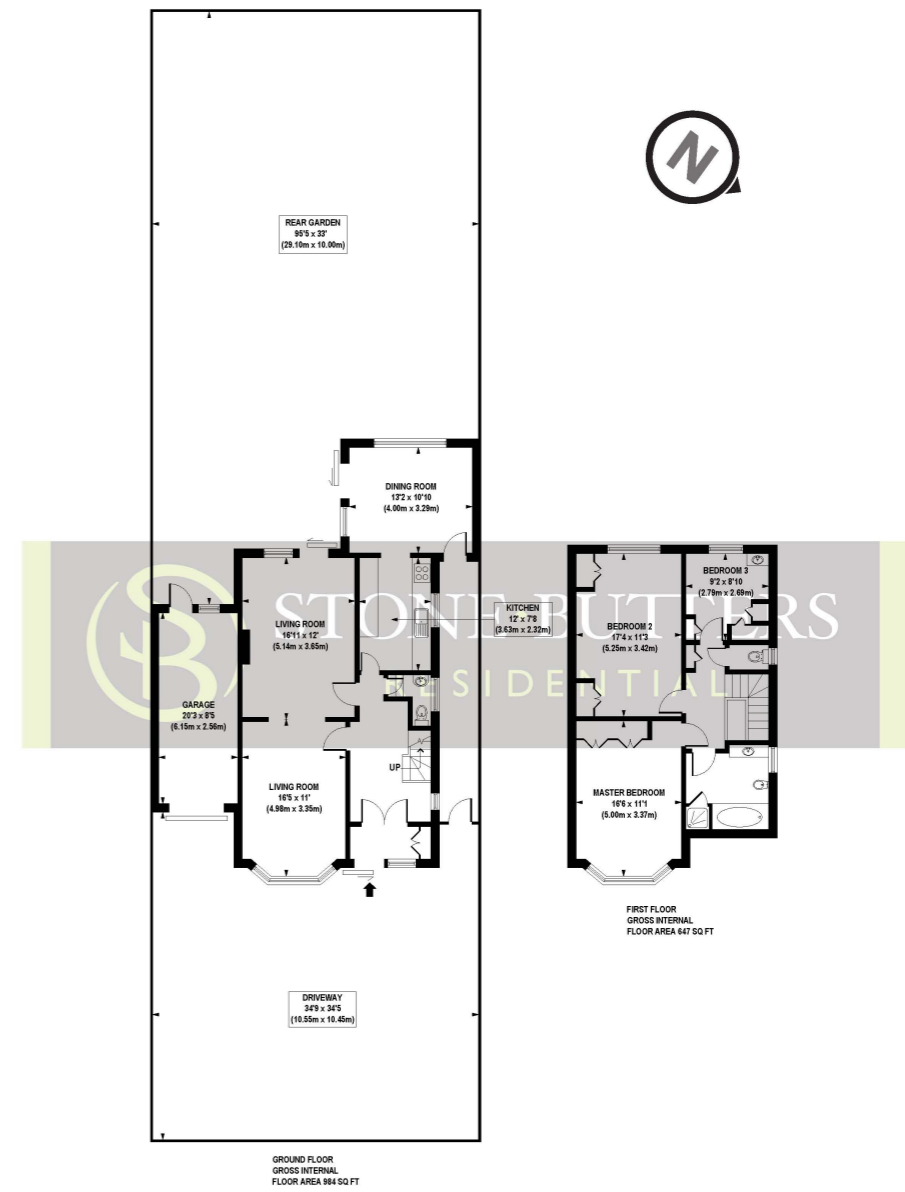 N
REAR GARDEN
95'5 x 33'
(29.10m x 10.00m)
DINING ROOM
13'2 x 10'10
(4.00m x 3.29m)
STONE BUTTERS
RESIDENTIAL
SB
LIVING ROOM
16'11 x 12'
(5.14m x 3.65m)
KITCHEN
12' x 7'8
(3.63m x 2.32m)
BEDROOM 3
9'2 x 8'10
(2.79m x 2.69m)
BEDROOM 2
17'4 x 11'3
(5.25m x 3.42m)
GARAGE
20'3 x 8'5
(6.15m x 2.56m)
UP
LIVING ROOM
16'5 x 11'
(4.98m x 3.35m)
MASTER BEDROOM
16'6 x 11'1
(5.00m x 3.37m)
FIRST FLOOR
GROSS INTERNAL
FLOOR AREA 647 SQ FT
DRIVEWAY
34'9 x 34'5
(10.55m x 10.45m)
GROUND FLOOR
GROSS INTERNAL
FLOOR AREA 984 SQ FT